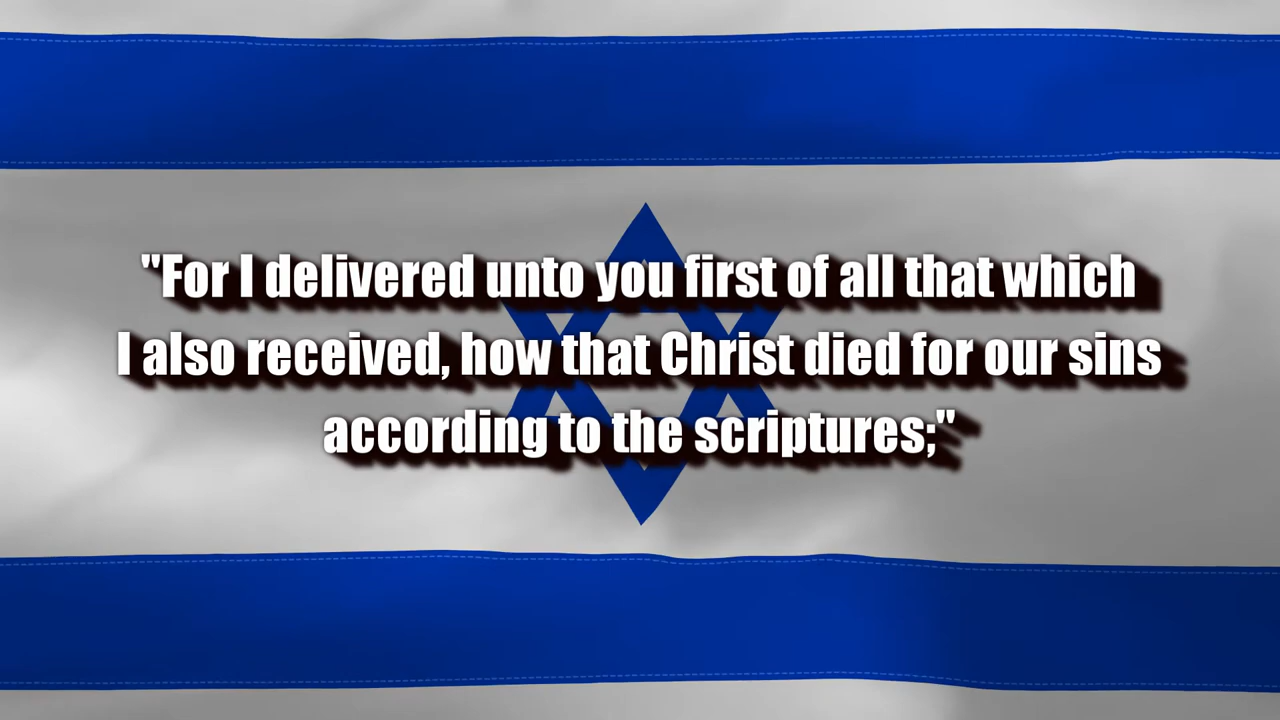 "For I delivered unto you first of all that which
I also received, how that Christ died for our sins
according to the scriptures;"